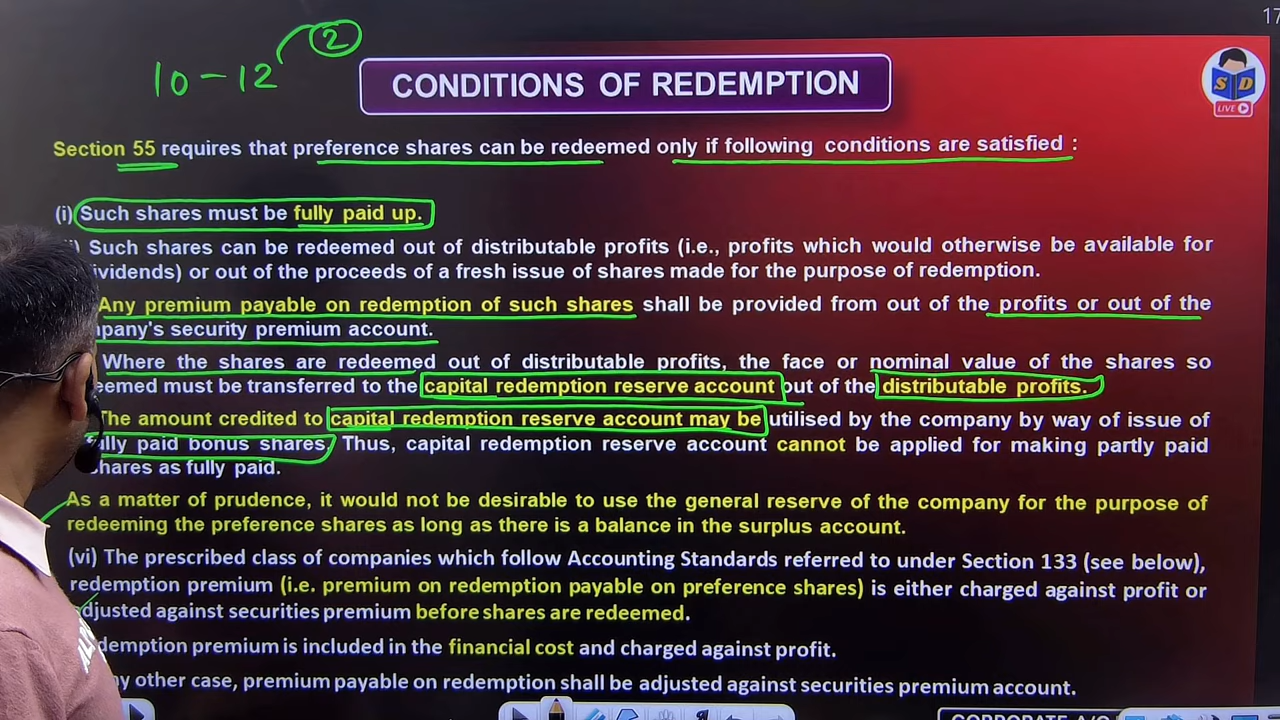 17
10 - 12 2
CONDITIONS OF REDEMPTION
S D
LIVE
Section 55 requires that preference shares can be redeemed only if following conditions are satisfied :
(i) Such shares must be fully paid up.
Such shares can be redeemed out of distributable profits (i.e., profits which would otherwise be available for
ividends) or out of the proceeds of a fresh issue of shares made for the purpose of redemption.
Any premium payable on redemption of such shares shall be provided from out of the profits or out of the
mpany's security premium account.
Where the shares are redeemed out of distributable profits, the face or nominal value of the shares so
eemed must be transferred to the capital redemption reserve account out of the distributable profits.
The amount credited to capital redemption reserve account may be utilised by the company by way of issue of
fully paid bonus shares. Thus, capital redemption reserve account cannot be applied for making partly paid
shares as fully paid.
As a matter of prudence, it would not be desirable to use the general reserve of the company for the purpose of
redeeming the preference shares as long as there is a balance in the surplus account.
(vi) The prescribed class of companies which follow Accounting Standards referred to under Section 133 (see below),
redemption premium (i.e. premium on redemption payable on preference shares) is either charged against profit or
adjusted against securities premium before shares are redeemed.
demption premium is included in the financial cost and charged against profit.
ny other case, premium payable on redemption shall be adjusted against securities premium account.
CORPORATE A/C